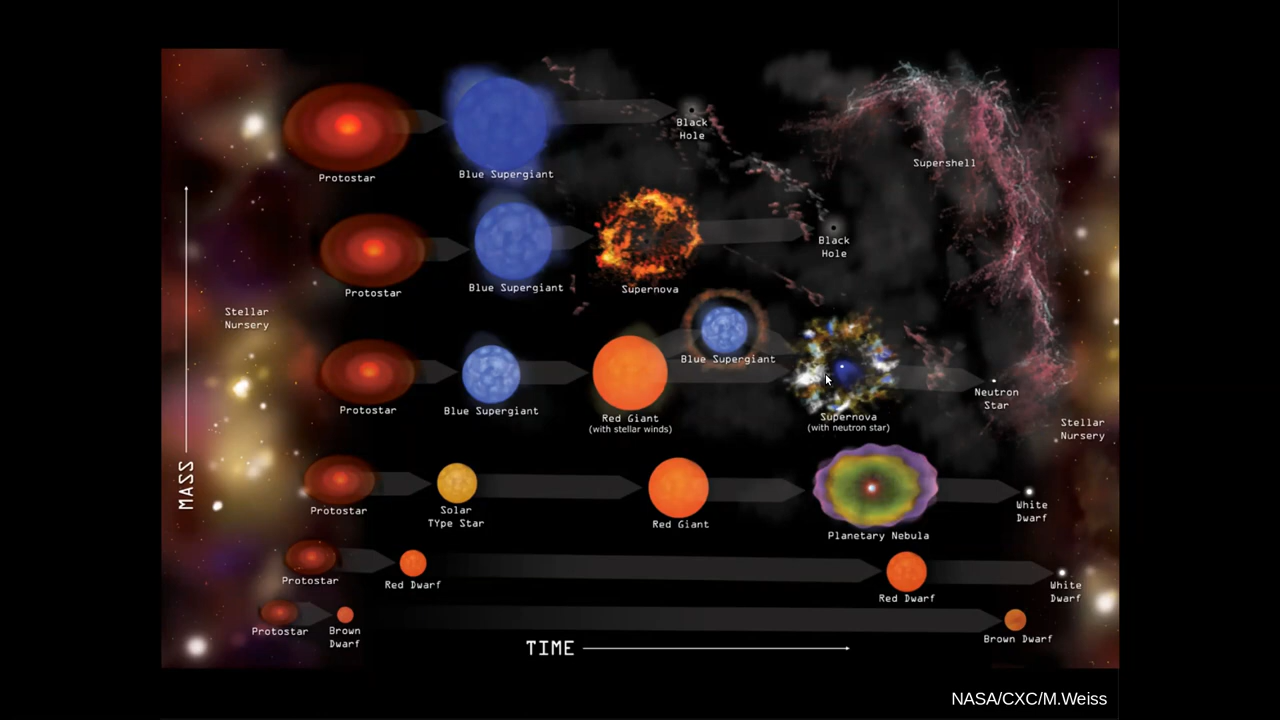 Black
Hole
Supershell
Protostar
Blue Supergiant
Black
Hole
Protostar
Blue Supergiant
Supernova
Stellar
Nursery
Blue Supergiant
Protostar
Blue Supergiant
Red Giant
(with stellar winds)
Supernova
(with neutron star)
Neutron
Star
Stellar
Nursery
MASS
Protostar
Solar
TYpe Star
Red Giant
Planetary Nebula
White
Dwarf
Protostar
Red Dwarf
Red Dwarf
White
Dwarf
Protostar
Brown
Dwarf
Brown Dwarf
TIME
NASA/CXC/M.Weiss